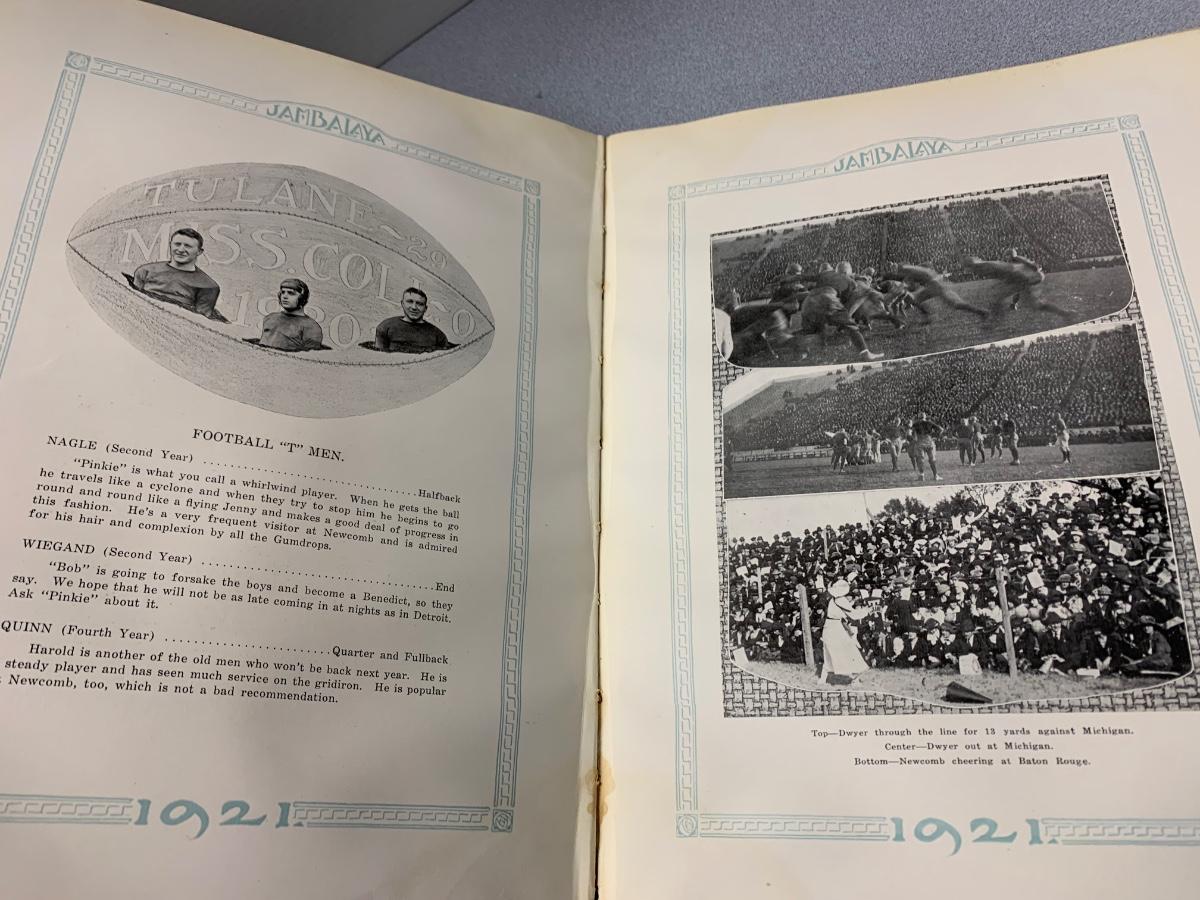 JAMBALAYA
TULANE ~ 29
MISS. COL. 0
1920
FOOTBALL "T" MEN.
NAGLE (Second Year) ..............................Halfback
"Pinkie" is what you call a whirlwind player. When he gets the ball
he travels like a cyclone and when they try to stop him he begins to go
round and round like a flying Jenny and makes a good deal of progress in
this fashion. He's a very frequent visitor at Newcomb and is admired
for his hair and complexion by all the Gumdrops.
WIEGAND (Second Year) ..................................End
"Bob" is going to forsake the boys and become a Benedict, so they
say. We hope that he will not be as late coming in at nights as in Detroit.
Ask "Pinkie" about it.
QUINN (Fourth Year) ........................Quarter and Fullback
Harold is another of the old men who won't be back next year. He is
steady player and has seen much service on the gridiron. He is popular
Newcomb, too, which is not a bad recommendation.
1921
JAMBALAYA
Top—Dwyer through the line for 13 yards against Michigan.
Center—Dwyer out at Michigan.
Bottom—Newcomb cheering at Baton Rouge.
1921